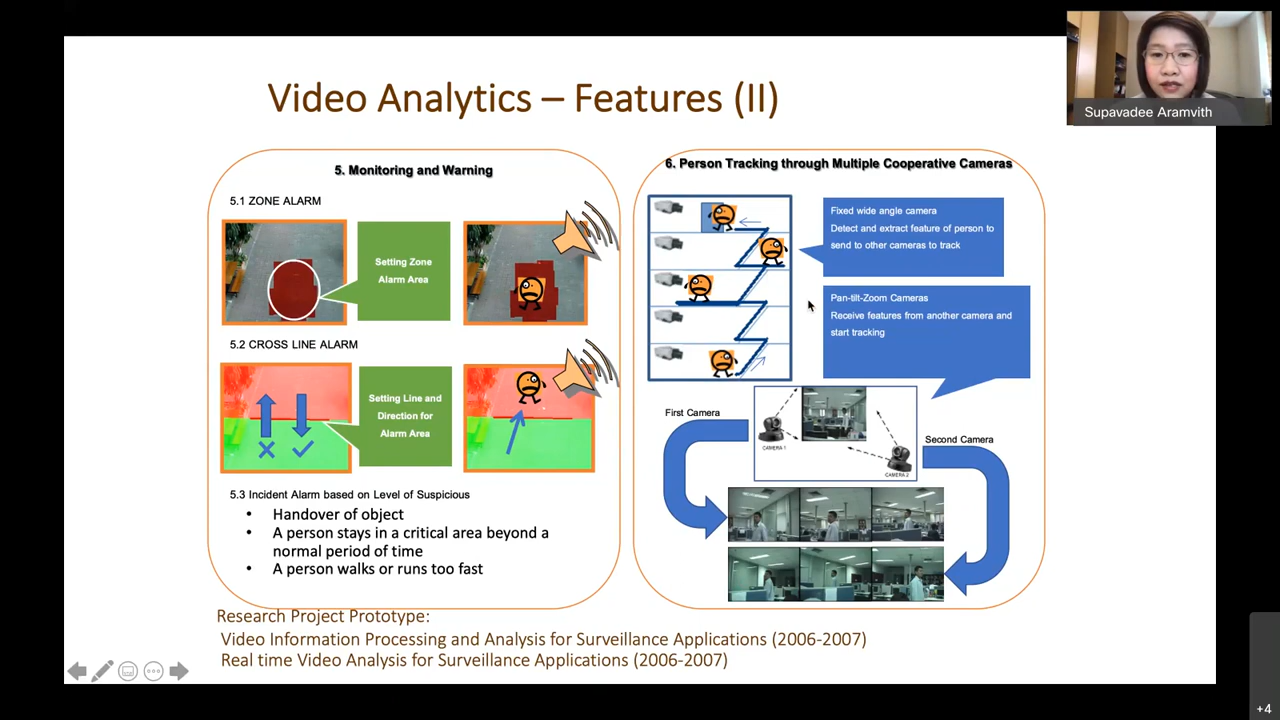 Supavadee Aramvith
Video Analytics – Features (II)
5. Monitoring and Warning
5.1 ZONE ALARM
Setting Zone
Alarm Area
5.2 CROSS LINE ALARM
Setting Line and
Direction for
Alarm Area
5.3 Incident Alarm based on Level of Suspicious
• Handover of object
• A person stays in a critical area beyond a
normal period of time
• A person walks or runs too fast
6. Person Tracking through Multiple Cooperative Cameras
Fixed wide angle camera
Detect and extract feature of person to
send to other cameras to track
Pan-tilt-Zoom Cameras
Receive features from another camera and
start tracking
First Camera
CAMERA 1
Second Camera
CAMERA 2
Research Project Prototype:
Video Information Processing and Analysis for Surveillance Applications (2006-2007)
Real time Video Analysis for Surveillance Applications (2006-2007)
+4